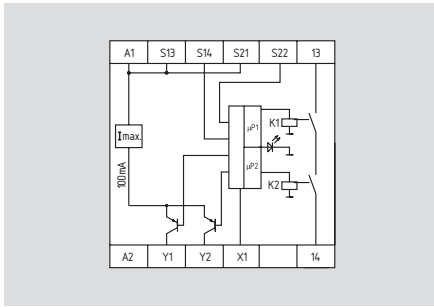 A1 S13 S14 S21 S22 13
K1
µP1
Imax.
µP2
K2
100mA
A2 Y1 Y2 X1 14